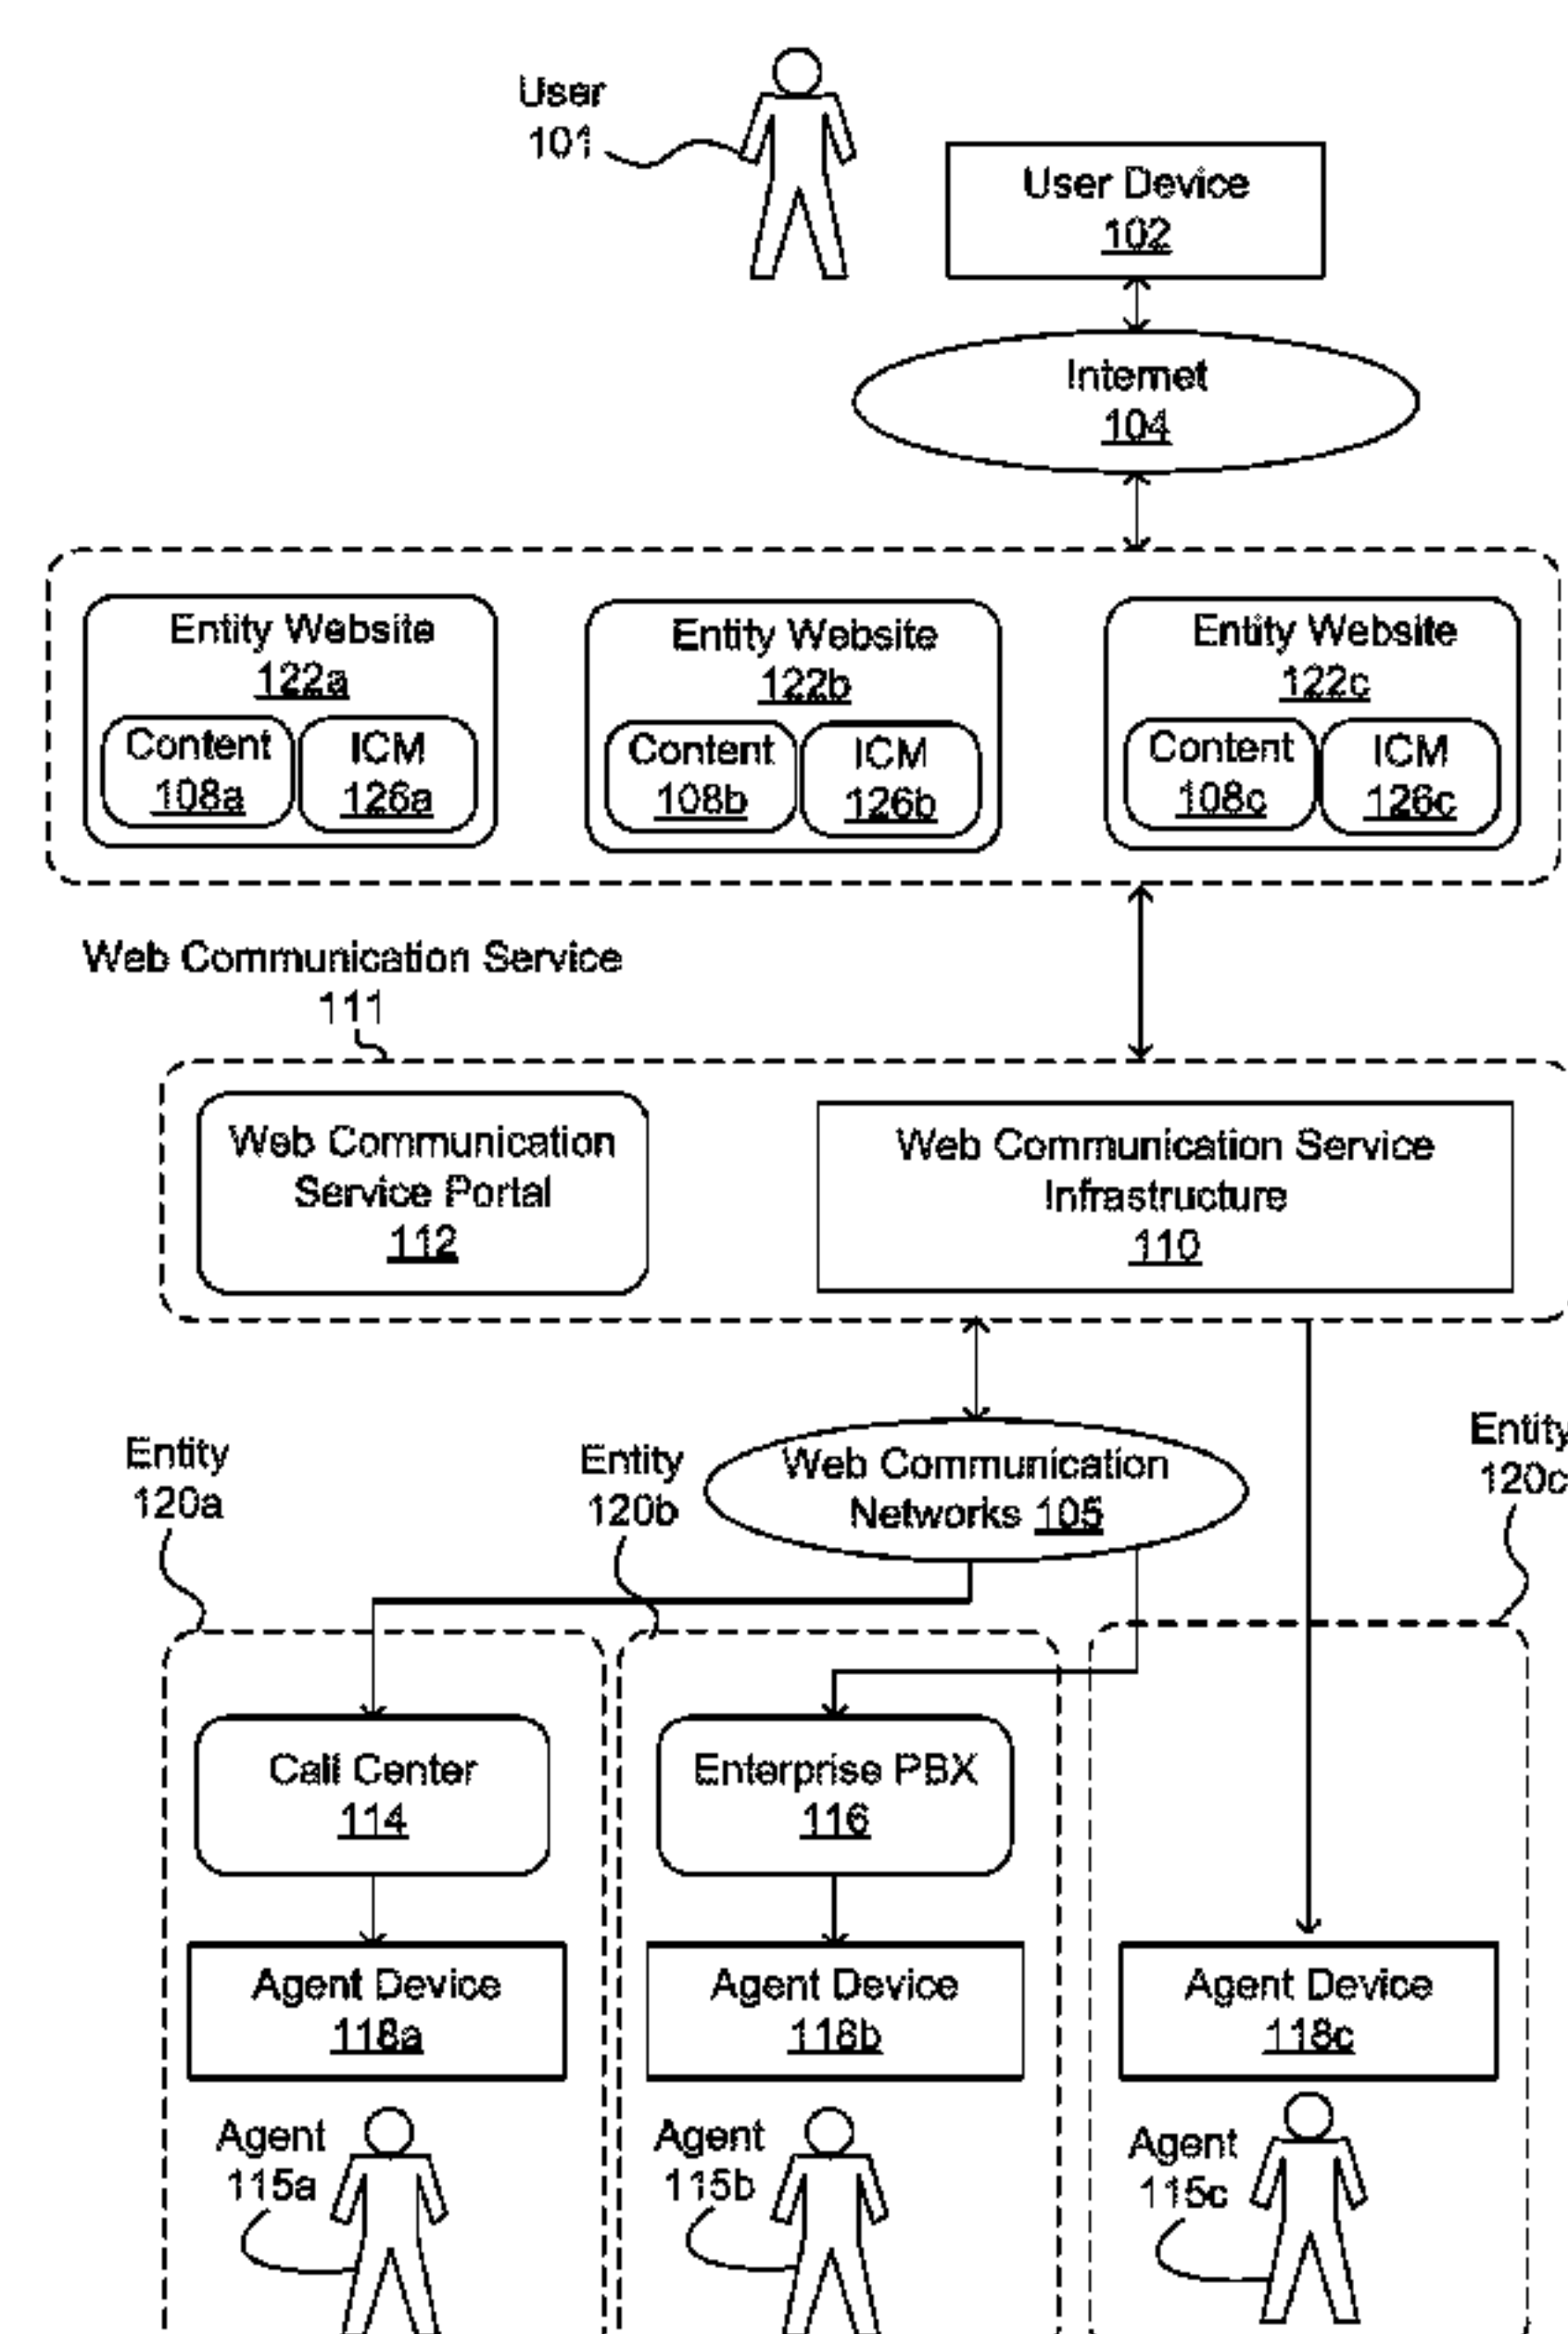 User
101
User Device
102
Internet
104
Entity Website
122a
Content
108a
ICM
126a
Entity Website
122b
Content
108b
ICM
126b
Entity Website
122c
Content
108c
ICM
126c
Web Communication Service
111
Web Communication
Service Portal
112
Web Communication Service
Infrastructure
110
Web Communication
Networks 105
Entity
120a
Entity
120b
Entity
120c
Call Center
114
Enterprise PBX
116
Agent Device
118a
Agent Device
118b
Agent Device
118c
Agent
115a
Agent
115b
Agent
115c